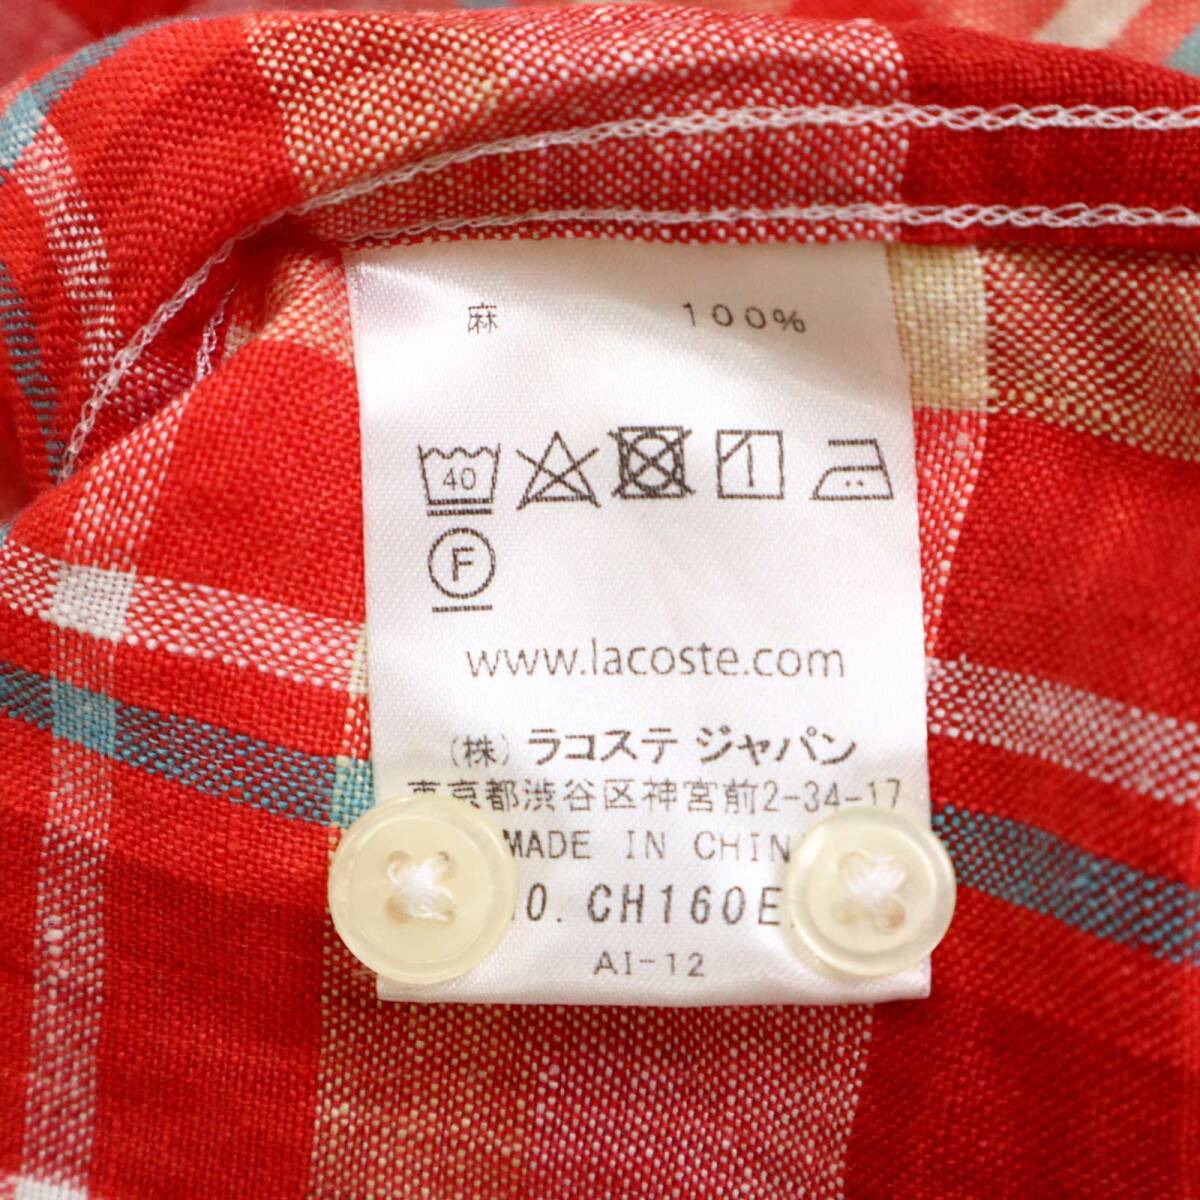 麻 100%
40
F
www.lacoste.com
(株) ラコステ ジャパン
東京都渋谷区神宮前2-34-17
MADE IN
CH160E
AI-12